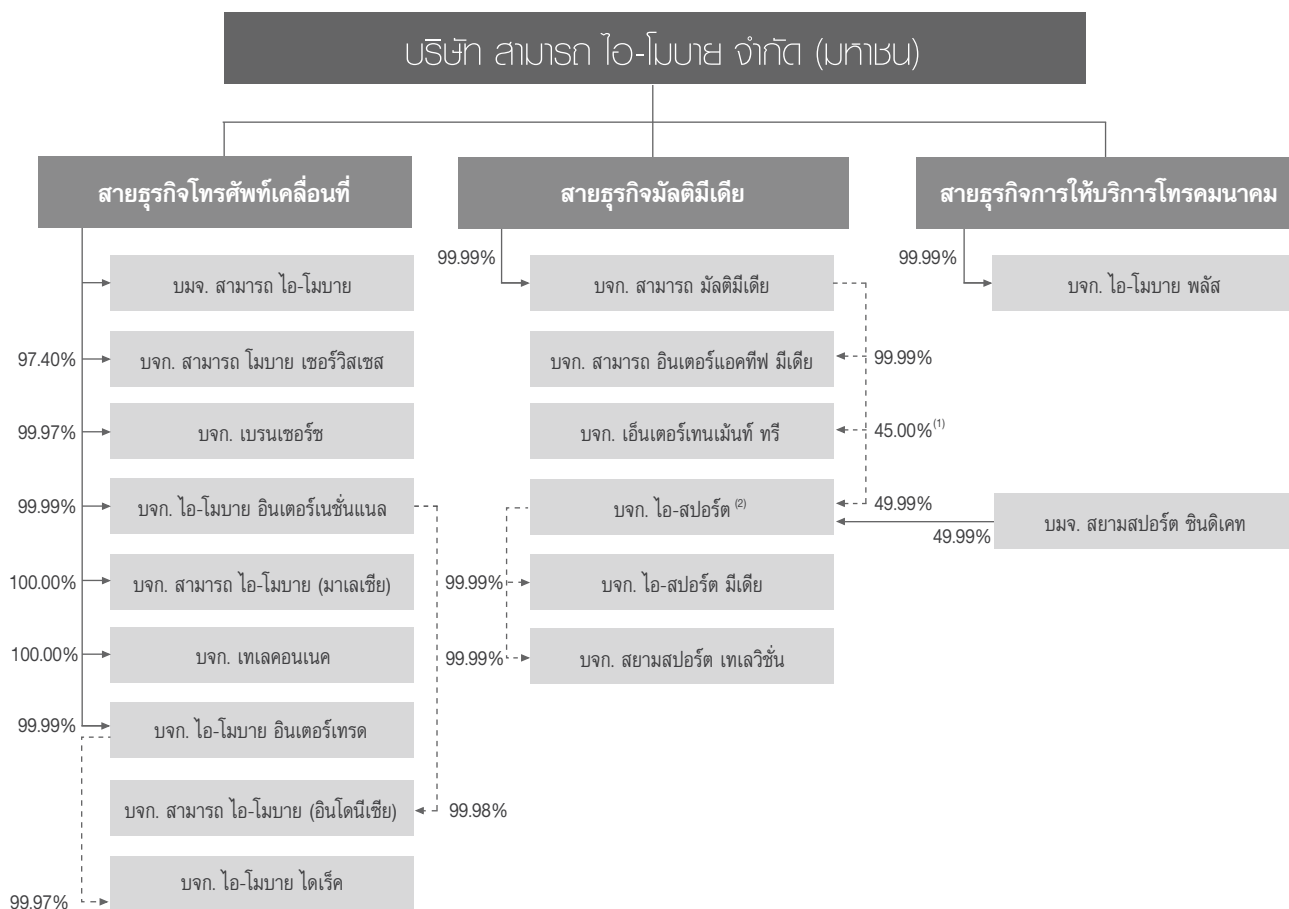 บริษัท สามารถ ไอ-โมบาย จำกัด (มหาชน)
สายธุรกิจโทรศัพท์เคลื่อนที่
บมจ. สามารถ ไอ-โมบาย
97.40%
บจก. สามารถ โมบาย เซอร์วิสเซส
99.97%
บจก. เบรนเซอร์ช
99.99%
บจก. ไอ-โมบาย อินเตอร์เนชั่นแนล
100.00%
บจก. สามารถ ไอ-โมบาย (มาเลเซีย)
100.00%
บจก. เทเลคอนเนค
99.99%
บจก. ไอ-โมบาย อินเตอร์เทรด
บจก. สามารถ ไอ-โมบาย (อินโดนีเซีย)
99.98%
บจก. ไอ-โมบาย ไดเร็ค
99.97%
สายธุรกิจมัลติมีเดีย
99.99%
บจก. สามารถ มัลติมีเดีย
บจก. สามารถ อินเตอร์แอคทีฟ มีเดีย
99.99%
บจก. เอ็นเตอร์เทนเม้นท์ ทรี
45.00%(1)
บจก. ไอ-สปอร์ต (2)
49.99%
49.99%
บมจ. สยามสปอร์ต ซินดิเคท
99.99%
บจก. ไอ-สปอร์ต มีเดีย
99.99%
บจก. สยามสปอร์ต เทเลวิชั่น
สายธุรกิจการให้บริการโทรคมนาคม
99.99%
บจก. ไอ-โมบาย พลัส